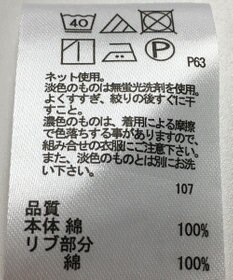 40
P
P63
ネット使用。
淡色のものは無蛍光洗剤を使用。
よくすすぎ、絞りの後すぐに干
すこと。
濃色のものは、着用による摩擦
で色落ちする事がありますので、
組み合せの衣服にご注意下さい。
また、淡色のものとは別にお洗
い下さい。
107
品質
本体 綿 100%
リブ部分
綿 100%